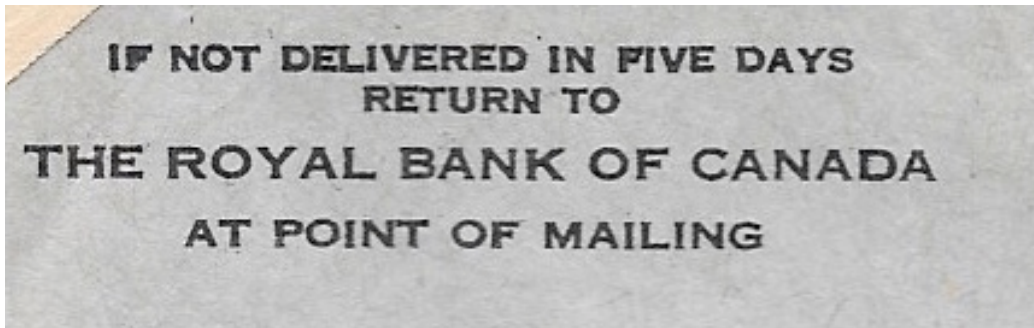 IF NOT DELIVERED IN FIVE DAYS
RETURN TO
THE ROYAL BANK OF CANADA
AT POINT OF MAILING